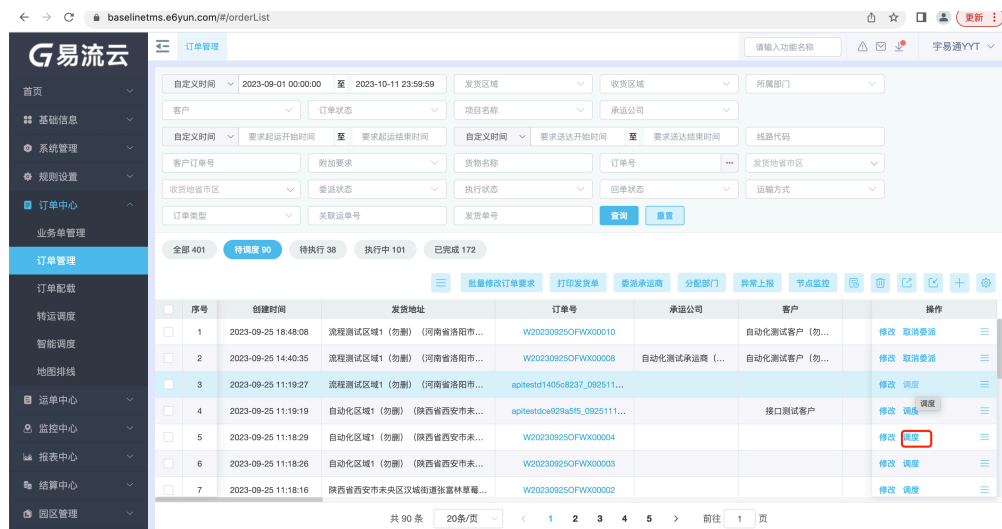 baselinetms.e6yun.com/#/orderList
更新
G易流云
订单管理
请输入功能名称
宇易通YYT
首页
基础信息
系统管理
规则设置
订单中心
业务单管理
订单管理
订单配载
转运调度
智能调度
地图排线
运单中心
监控中心
报表中心
结算中心
园区管理
自定义时间 2023-09-01 00:00:00 至 2023-10-11 23:59:59 发货区域 收货区域 所属部门
客户 订单状态 项目名称 承运公司
自定义时间 要求起运开始时间 至 要求起运结束时间 自定义时间 要求送达开始时间 至 要求送达结束时间 线路代码
客户订单号 附加要求 货物名称 订单号 ••• 发货地省市区
收货地省市区 委派状态 执行状态 回单状态 运输方式
订单类型 关联运单号 发货单号 查询 重置
全部 401 待调度 90 待执行 38 执行中 101 已完成 172
批量修改订单要求 打印发货单 委派承运商 分配部门 异常上报 节点监控
序号 创建时间 发货地址 订单号 承运公司 客户 操作
1 2023-09-25 18:48:08 流程测试区域1（勿删）（河南省洛阳市... W20230925OFWX00010 自动化测试客户（勿... 修改 取消委派
2 2023-09-25 14:40:35 流程测试区域1（勿删）（河南省洛阳市... W20230925OFWX00008 自动化测试承运商（... 自动化测试客户（勿... 修改 取消委派
3 2023-09-25 11:19:27 流程测试区域1（勿删）（河南省洛阳市... apitestd1405c8237_092511... 修改 调度
调度
4 2023-09-25 11:19:19 自动化区域1（勿删）（陕西省西安市未... apitestdce929a5f5_0925111... 接口测试客户 修改 调度
5 2023-09-25 11:18:29 自动化区域1（勿删）（陕西省西安市未... W20230925OFWX00004 修改 调度
6 2023-09-25 11:18:26 自动化区域1（勿删）（陕西省西安市未... W20230925OFWX00003 修改 调度
7 2023-09-25 11:18:16 陕西省西安市未央区汉城街道张富林草莓... W20230925OFWX00002 修改 调度
共 90 条 20条/页 1 2 3 4 5 前往 1 页